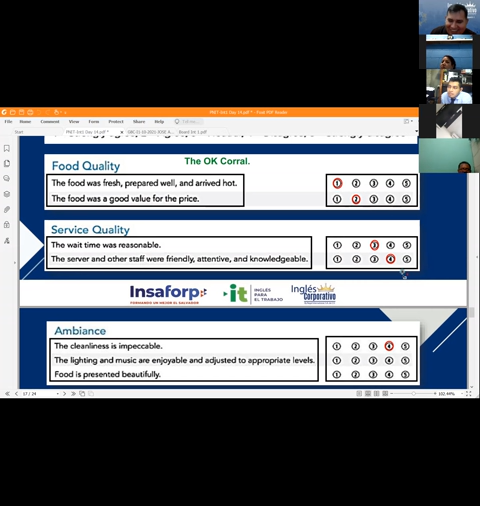 File Home Comment View Form Protect Share Help
Start
Food Quality
The OK Corral.
The food was fresh, prepared well, and arrived hot.
1 2 3 4 5
The food was a good value for the price.
1 2 3 4 5
Service Quality
The wait time was reasonable.
1 2 3 4 5
The server and other staff were friendly, attentive, and knowledgeable.
1 2 3 4 5
Insaforp
FORMANDO UN MEJOR EL SALVADOR
it
INGLES PARA EL TRABAJO
Inglés Corporativo
Ambiance
The cleanliness is impeccable.
1 2 3 4 5
The lighting and music are enjoyable and adjusted to appropriate levels.
1 2 3 4 5
Food is presented beautifully.
1 2 3 4 5
17 / 24
102.44%